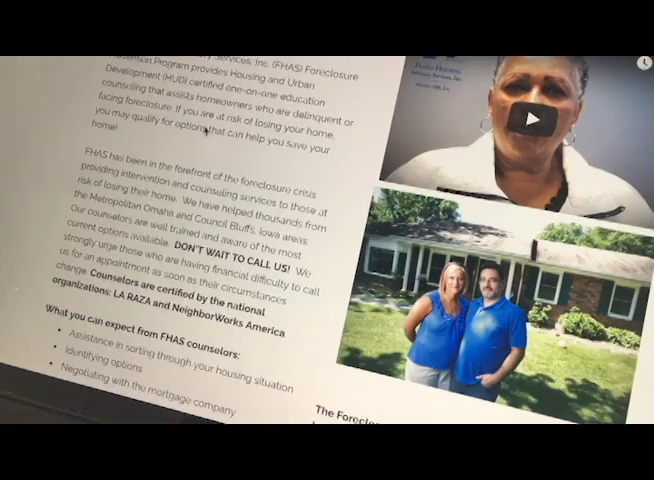 Services, Inc. (FHAS) Foreclosure
Prevention Program provides Housing and Urban
Development (HUD) certified one-on-one education
counseling that assists homeowners who are delinquent or
facing foreclosure. If you are at risk of losing your home,
you may qualify for options that can help you save your
home!
FHAS has been in the forefront of the foreclosure crisis
providing intervention and counseling services to those at
risk of losing their home. We have helped thousands from
the Metropolitan Omaha and Council Bluffs, Iowa areas.
Our counselors are well trained and aware of the most
current options available. DON'T WAIT TO CALL US! We
strongly urge those who are having financial difficulty to call
us for an appointment as soon as their circumstances
change. Counselors are certified by the national
organizations: LA RAZA and NeighborWorks America.
What you can expect from FHAS counselors:
• Assistance in sorting through your housing situation
• Identifying options
• Negotiating with the mortgage company
The Foreclos